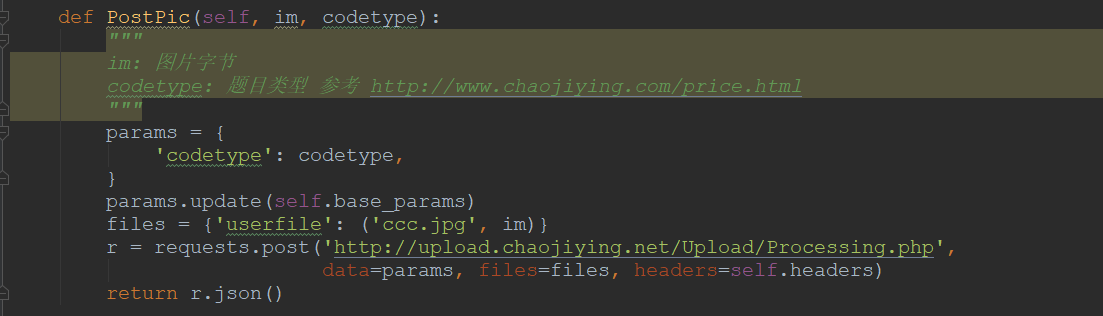 def PostPic(self, im, codetype):
"""
im: 图片字节
codetype: 题目类型 参考 http://www.chaojiying.com/price.html
"""
params = {
'codetype': codetype,
}
params.update(self.base_params)
files = {'userfile': ('ccc.jpg', im)}
r = requests.post('http://upload.chaojiying.net/Upload/Processing.php',
data=params, files=files, headers=self.headers)
return r.json()